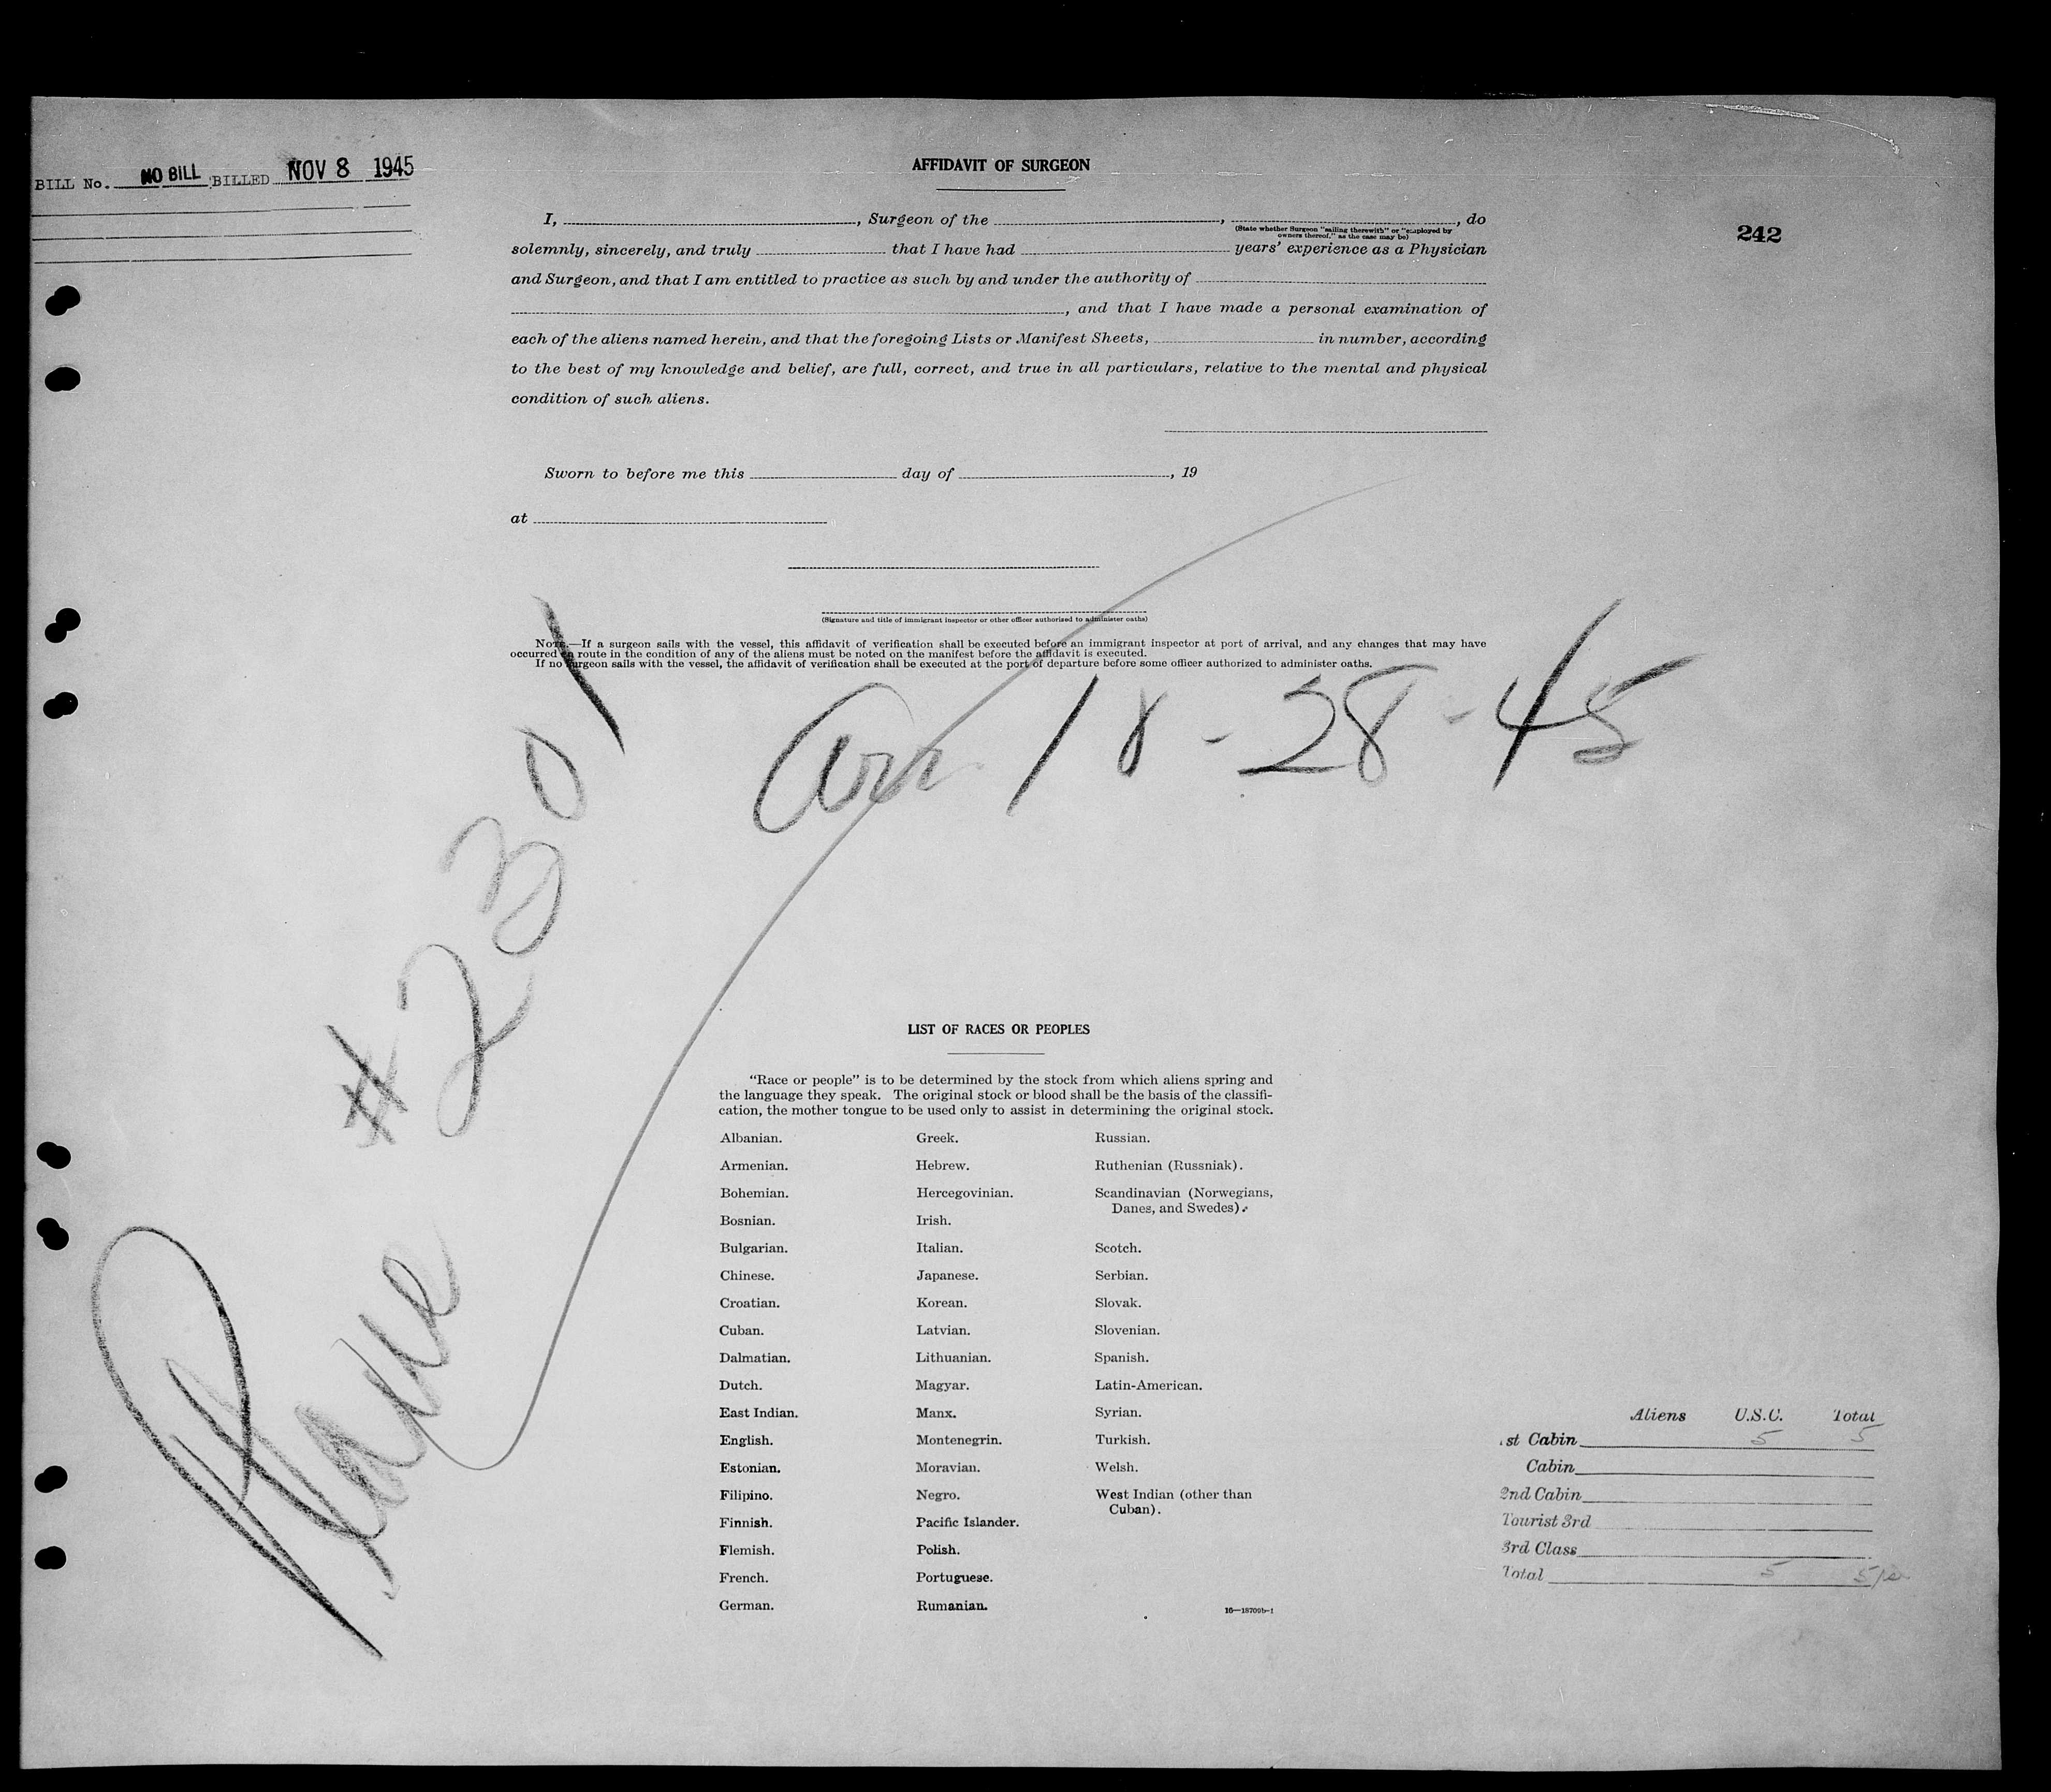 BILL No. NO BILL BILLED NOV 8 1945
AFFIDAVIT OF SURGEON
242
I, , Surgeon of the , , do
(State whether Surgeon "sailing therewith" or "employed by
owners thereof," as the case may be)
solemnly, sincerely, and truly that I have had years' experience as a Physician
and Surgeon, and that I am entitled to practice as such by and under the authority of
, and that I have made a personal examination of
each of the aliens named herein, and that the foregoing Lists or Manifest Sheets, in number, according
to the best of my knowledge and belief, are full, correct, and true in all particulars, relative to the mental and physical
condition of such aliens.
Sworn to before me this day of , 19
at
(Signature and title of immigrant inspector or other officer authorized to administer oaths)
NOTE.—If a surgeon sails with the vessel, this affidavit of verification shall be executed before an immigrant inspector at port of arrival, and any changes that may have
occurred en route in the condition of any of the aliens must be noted on the manifest before the affidavit is executed.
If no surgeon sails with the vessel, the affidavit of verification shall be executed at the port of departure before some officer authorized to administer oaths.
Arr 10-28-45
Plane #2301
LIST OF RACES OR PEOPLES
"Race or people" is to be determined by the stock from which aliens spring and
the language they speak. The original stock or blood shall be the basis of the classifi-
cation, the mother tongue to be used only to assist in determining the original stock.
Albanian. Greek. Russian.
Armenian. Hebrew. Ruthenian (Russniak).
Bohemian. Hercegovinian. Scandinavian (Norwegians,
Danes, and Swedes).
Bosnian. Irish.
Bulgarian. Italian. Scotch.
Chinese. Japanese. Serbian.
Croatian. Korean. Slovak.
Cuban. Latvian. Slovenian.
Dalmatian. Lithuanian. Spanish.
Dutch. Magyar. Latin-American.
East Indian. Manx. Syrian.
English. Montenegrin. Turkish.
Estonian. Moravian. Welsh.
Filipino. Negro. West Indian (other than
Cuban).
Finnish. Pacific Islander.
Flemish. Polish.
French. Portuguese.
German. Rumanian.
16—18709b-1
Aliens U.S.C. Total
1st Cabin 5 5
Cabin
2nd Cabin
Tourist 3rd
3rd Class
Total 5 5